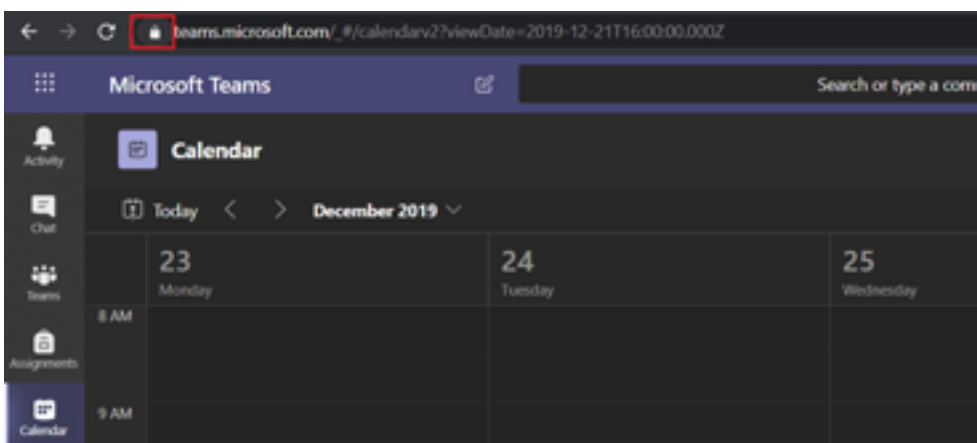 teams.microsoft.com/_#/calendarv2?viewDate=2019-12-21T16:00:00.000Z
Microsoft Teams
Search or type a com
Activity
Calendar
Chat
Today
December 2019
Teams
23
24
25
Monday
Tuesday
Wednesday
8 AM
Assignments
9 AM
Calendar